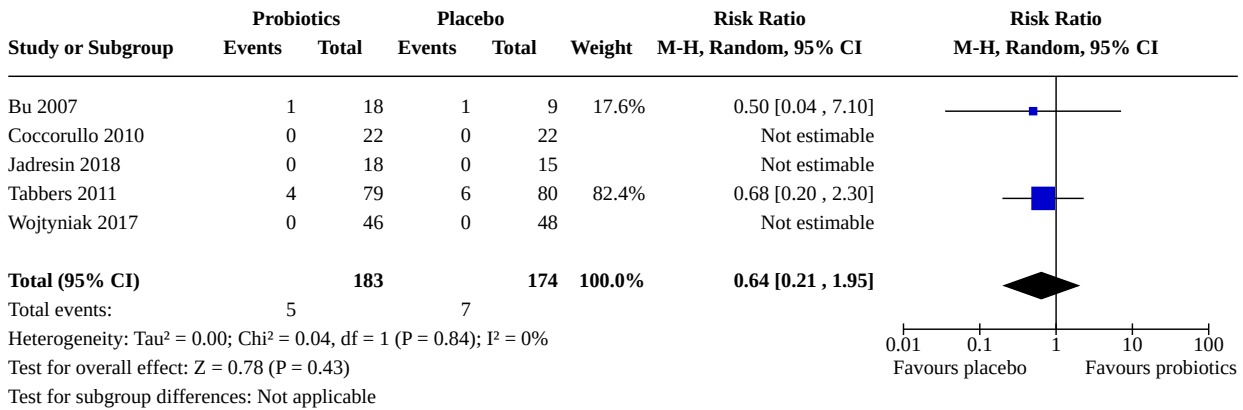 Probiotics Placebo Risk Ratio Risk Ratio
Study or Subgroup Events Total Events Total Weight M-H, Random, 95% CI M-H, Random, 95% CI
Bu 2007 1 18 1 9 17.6% 0.50 [0.04 , 7.10]
Coccorullo 2010 0 22 0 22 Not estimable
Jadresin 2018 0 18 0 15 Not estimable
Tabbers 2011 4 79 6 80 82.4% 0.68 [0.20 , 2.30]
Wojtyniak 2017 0 46 0 48 Not estimable
Total (95% CI) 183 174 100.0% 0.64 [0.21 , 1.95]
Total events: 5 7
Heterogeneity: Tau² = 0.00; Chi² = 0.04, df = 1 (P = 0.84); I² = 0%
0.01 0.1 1 10 100
Test for overall effect: Z = 0.78 (P = 0.43)
Favours placebo Favours probiotics
Test for subgroup differences: Not applicable